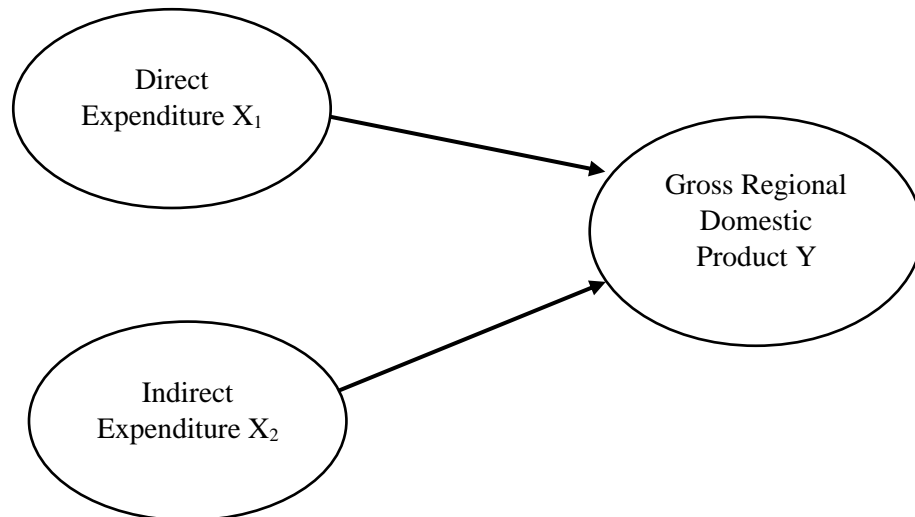 Direct
Expenditure X₁
Gross Regional
Domestic
Product Y
Indirect
Expenditure X₂